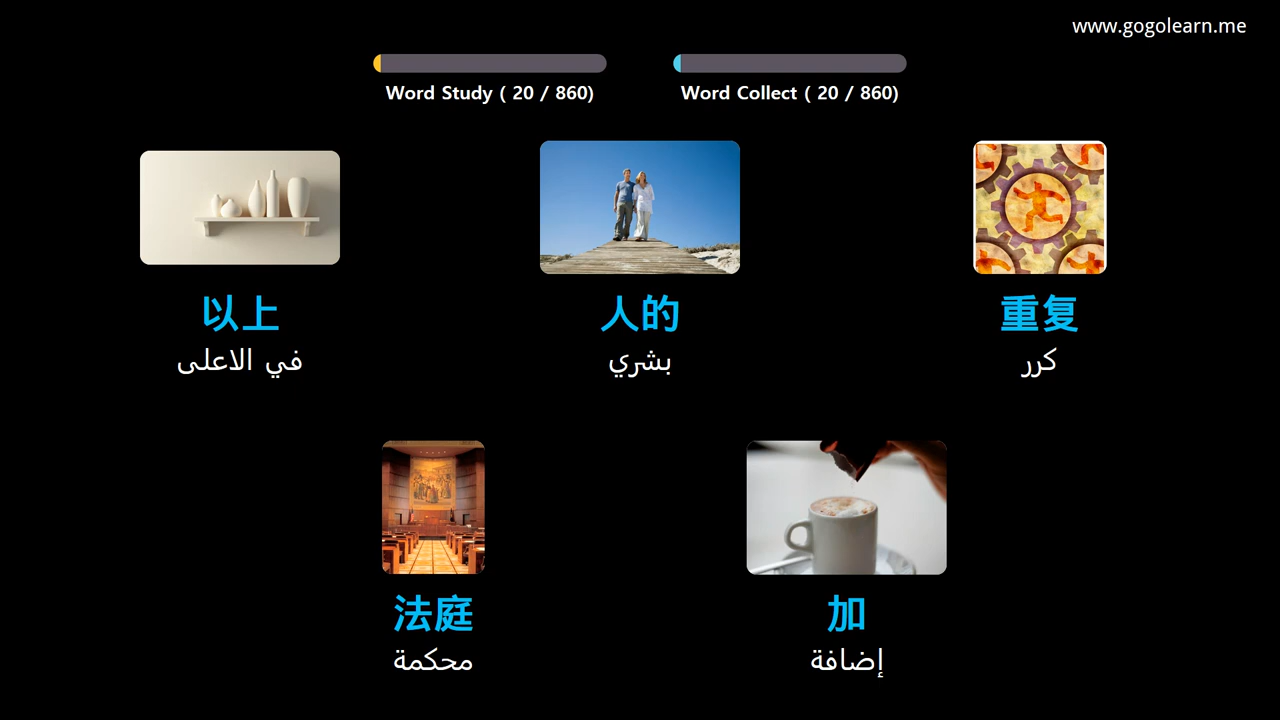 www.gogolearn.me
Word Study ( 20 / 860)
Word Collect ( 20 / 860)
以上
في الاعلى
人的
بشري
重复
كرر
法庭
محكمة
加
إضافة